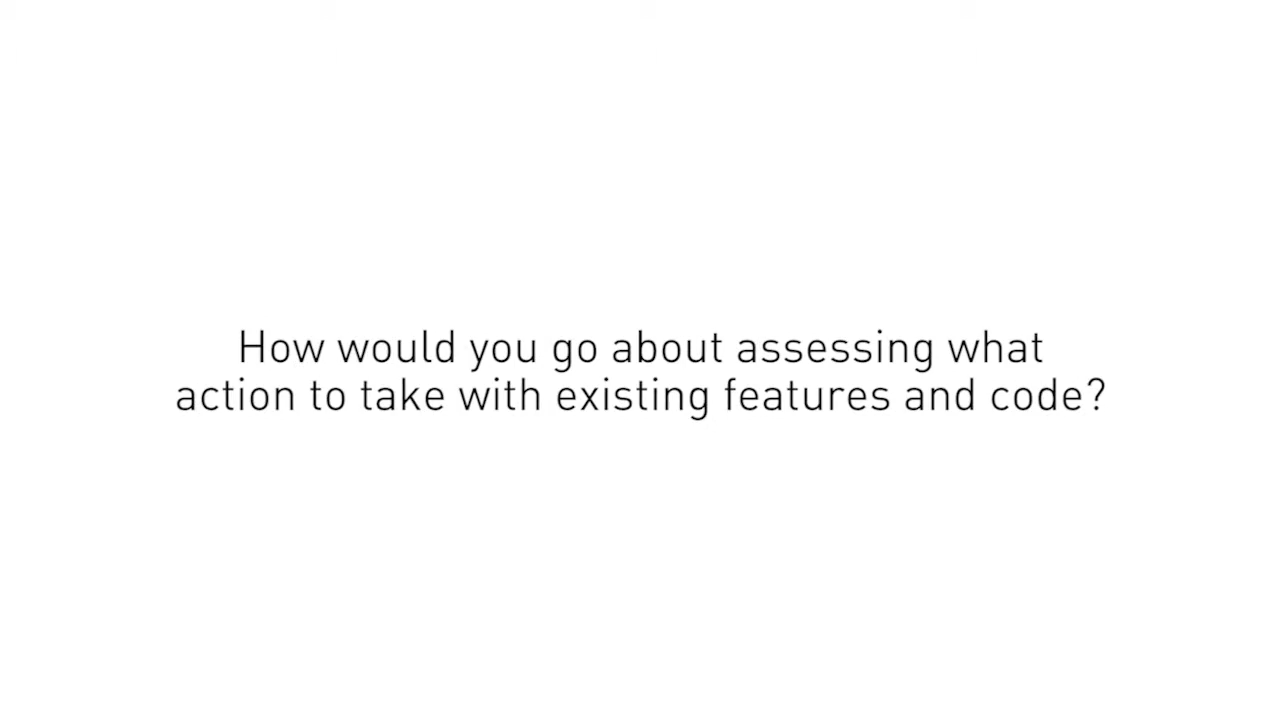 How would you go about assessing what
action to take with existing features and code?